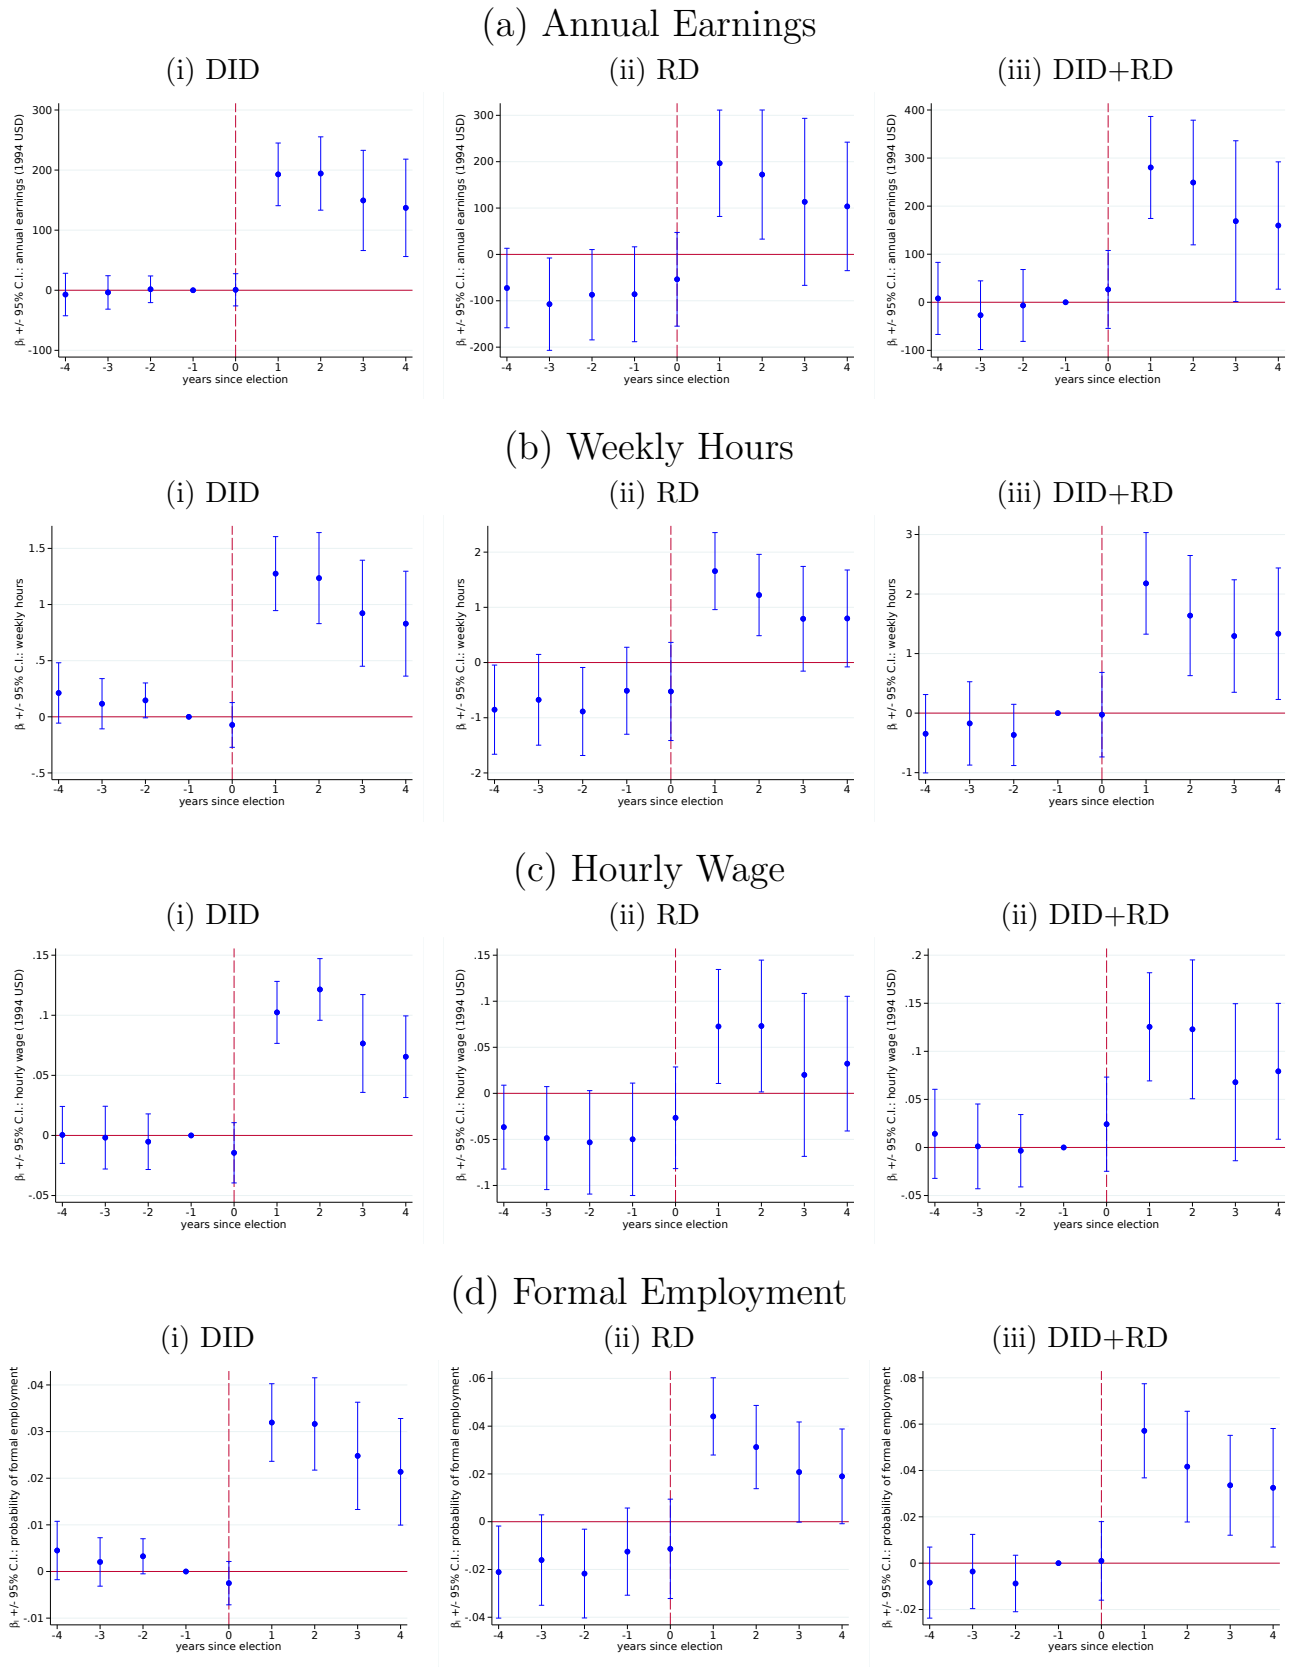 (a) Annual Earnings
(i) DID
(ii) RD
(iii) DID+RD
βᵢ +/- 95% C.I.: annual earnings (1994 USD)
300
200
100
0
-100
-4 -3 -2 -1 0 1 2 3 4
years since election
βᵢ +/- 95% C.I.: annual earnings (1994 USD)
300
200
100
0
-100
-200
-4 -3 -2 -1 0 1 2 3 4
years since election
βᵢ +/- 95% C.I.: annual earnings (1994 USD)
400
300
200
100
0
-100
-4 -3 -2 -1 0 1 2 3 4
years since election
(b) Weekly Hours
(i) DID
(ii) RD
(iii) DID+RD
βᵢ +/- 95% C.I.: weekly hours
1.5
1
.5
0
-.5
-4 -3 -2 -1 0 1 2 3 4
years since election
βᵢ +/- 95% C.I.: weekly hours
2
1
0
-1
-2
-4 -3 -2 -1 0 1 2 3 4
years since election
βᵢ +/- 95% C.I.: weekly hours
3
2
1
0
-1
-4 -3 -2 -1 0 1 2 3 4
years since election
(c) Hourly Wage
(i) DID
(ii) RD
(ii) DID+RD
βᵢ +/- 95% C.I.: hourly wage (1994 USD)
.15
.1
.05
0
-.05
-4 -3 -2 -1 0 1 2 3 4
years since election
βᵢ +/- 95% C.I.: hourly wage (1994 USD)
.15
.1
.05
0
-.05
-.1
-4 -3 -2 -1 0 1 2 3 4
years since election
βᵢ +/- 95% C.I.: hourly wage (1994 USD)
.2
.15
.1
.05
0
-.05
-4 -3 -2 -1 0 1 2 3 4
years since election
(d) Formal Employment
(i) DID
(ii) RD
(iii) DID+RD
βᵢ +/- 95% C.I.: probability of formal employment
.04
.03
.02
.01
0
-.01
-4 -3 -2 -1 0 1 2 3 4
years since election
βᵢ +/- 95% C.I.: probability of formal employment
.06
.04
.02
0
-.02
-.04
-4 -3 -2 -1 0 1 2 3 4
years since election
βᵢ +/- 95% C.I.: probability of formal employment
.08
.06
.04
.02
0
-.02
-4 -3 -2 -1 0 1 2 3 4
years since election